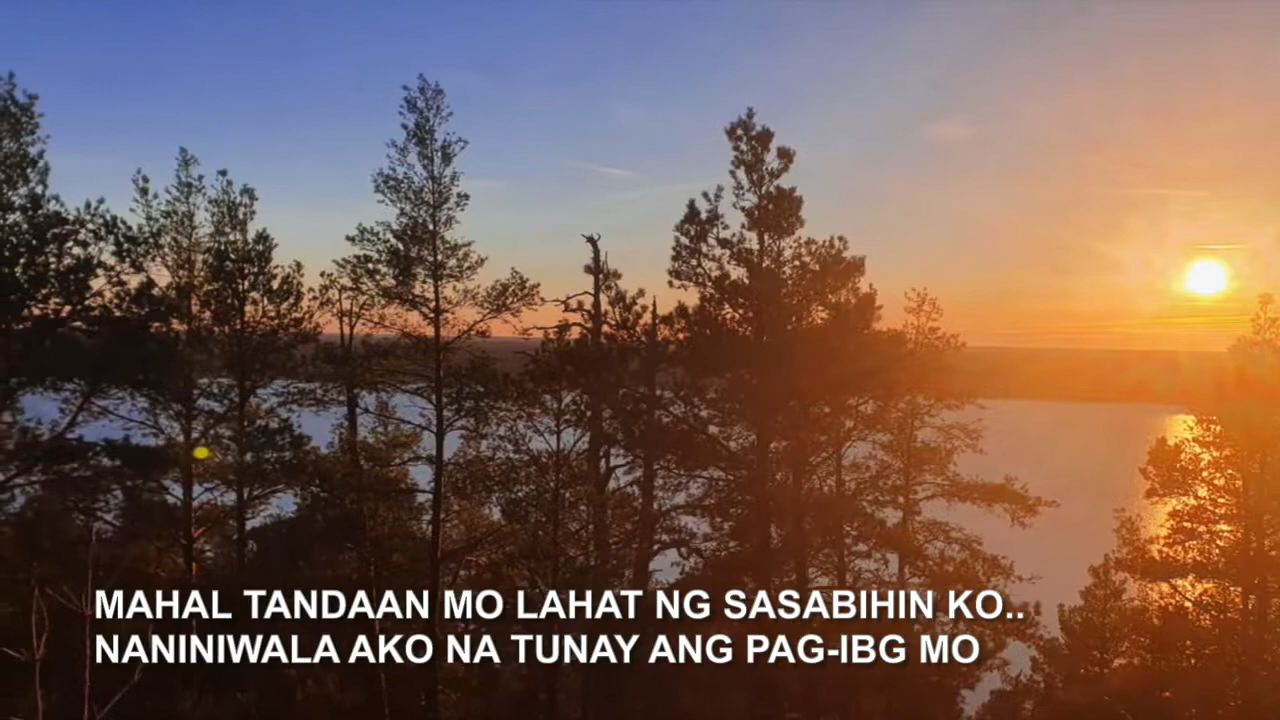 MAHAL TANDAAN MO LAHAT NG SASABIHIN KO..
NANINIWALA AKO NA TUNAY ANG PAG-IBG MO